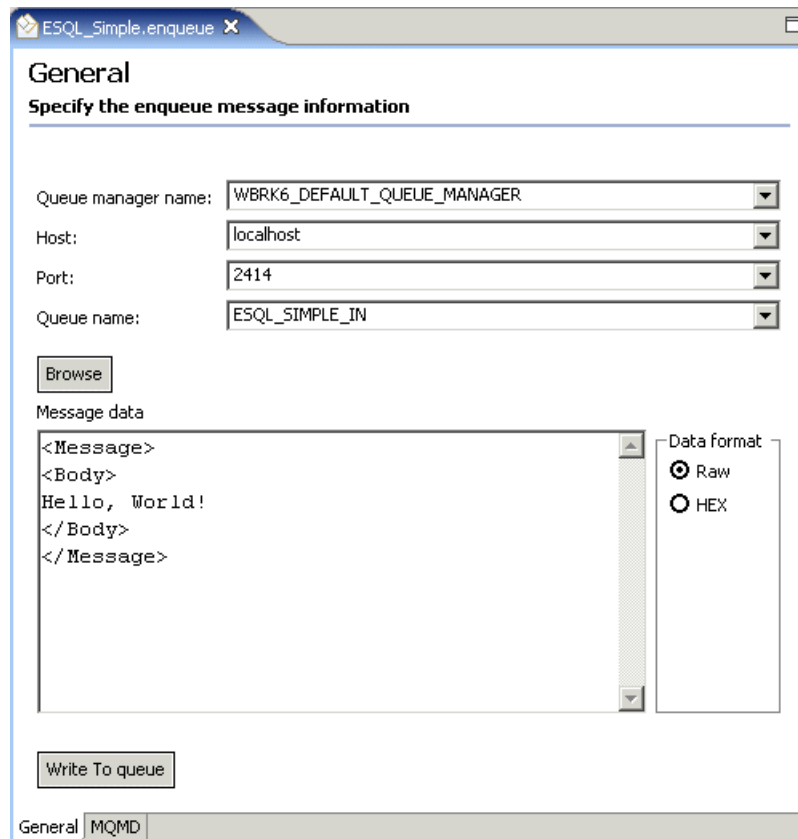 ESQL_Simple.enqueue
General
Specify the enqueue message information
Queue manager name: WBRK6_DEFAULT_QUEUE_MANAGER
Host: localhost
Port: 2414
Queue name: ESQL_SIMPLE_IN
Browse
Message data
<Message>
<Body>
Hello, World!
</Body>
</Message>
Data format
Raw
HEX
Write To queue
General MQMD